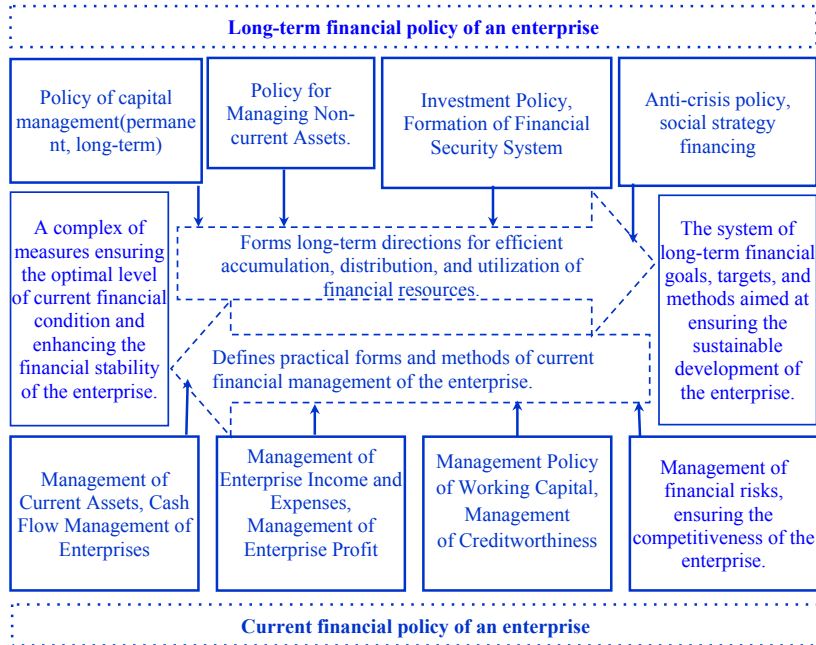 Long-term financial policy of an enterprise
Policy of capital
management(permane
nt, long-term)
Policy for
Managing Non-
current Assets.
Investment Policy,
Formation of Financial
Security System
Anti-crisis policy,
social strategy
financing
A complex of
measures ensuring
the optimal level
of current financial
condition and
enhancing the
financial stability
of the enterprise.
Forms long-term directions for efficient
accumulation, distribution, and utilization of
financial resources.
The system of
long-term financial
goals, targets, and
methods aimed at
ensuring the
sustainable
development of
the enterprise.
Defines practical forms and methods of current
financial management of the enterprise.
Management of
Current Assets, Cash
Flow Management of
Enterprises
Management of
Enterprise Income and
Expenses,
Management of
Enterprise Profit
Management Policy
of Working Capital,
Management
of Creditworthiness
Management of
financial risks,
ensuring the
competitiveness of the
enterprise.
Current financial policy of an enterprise